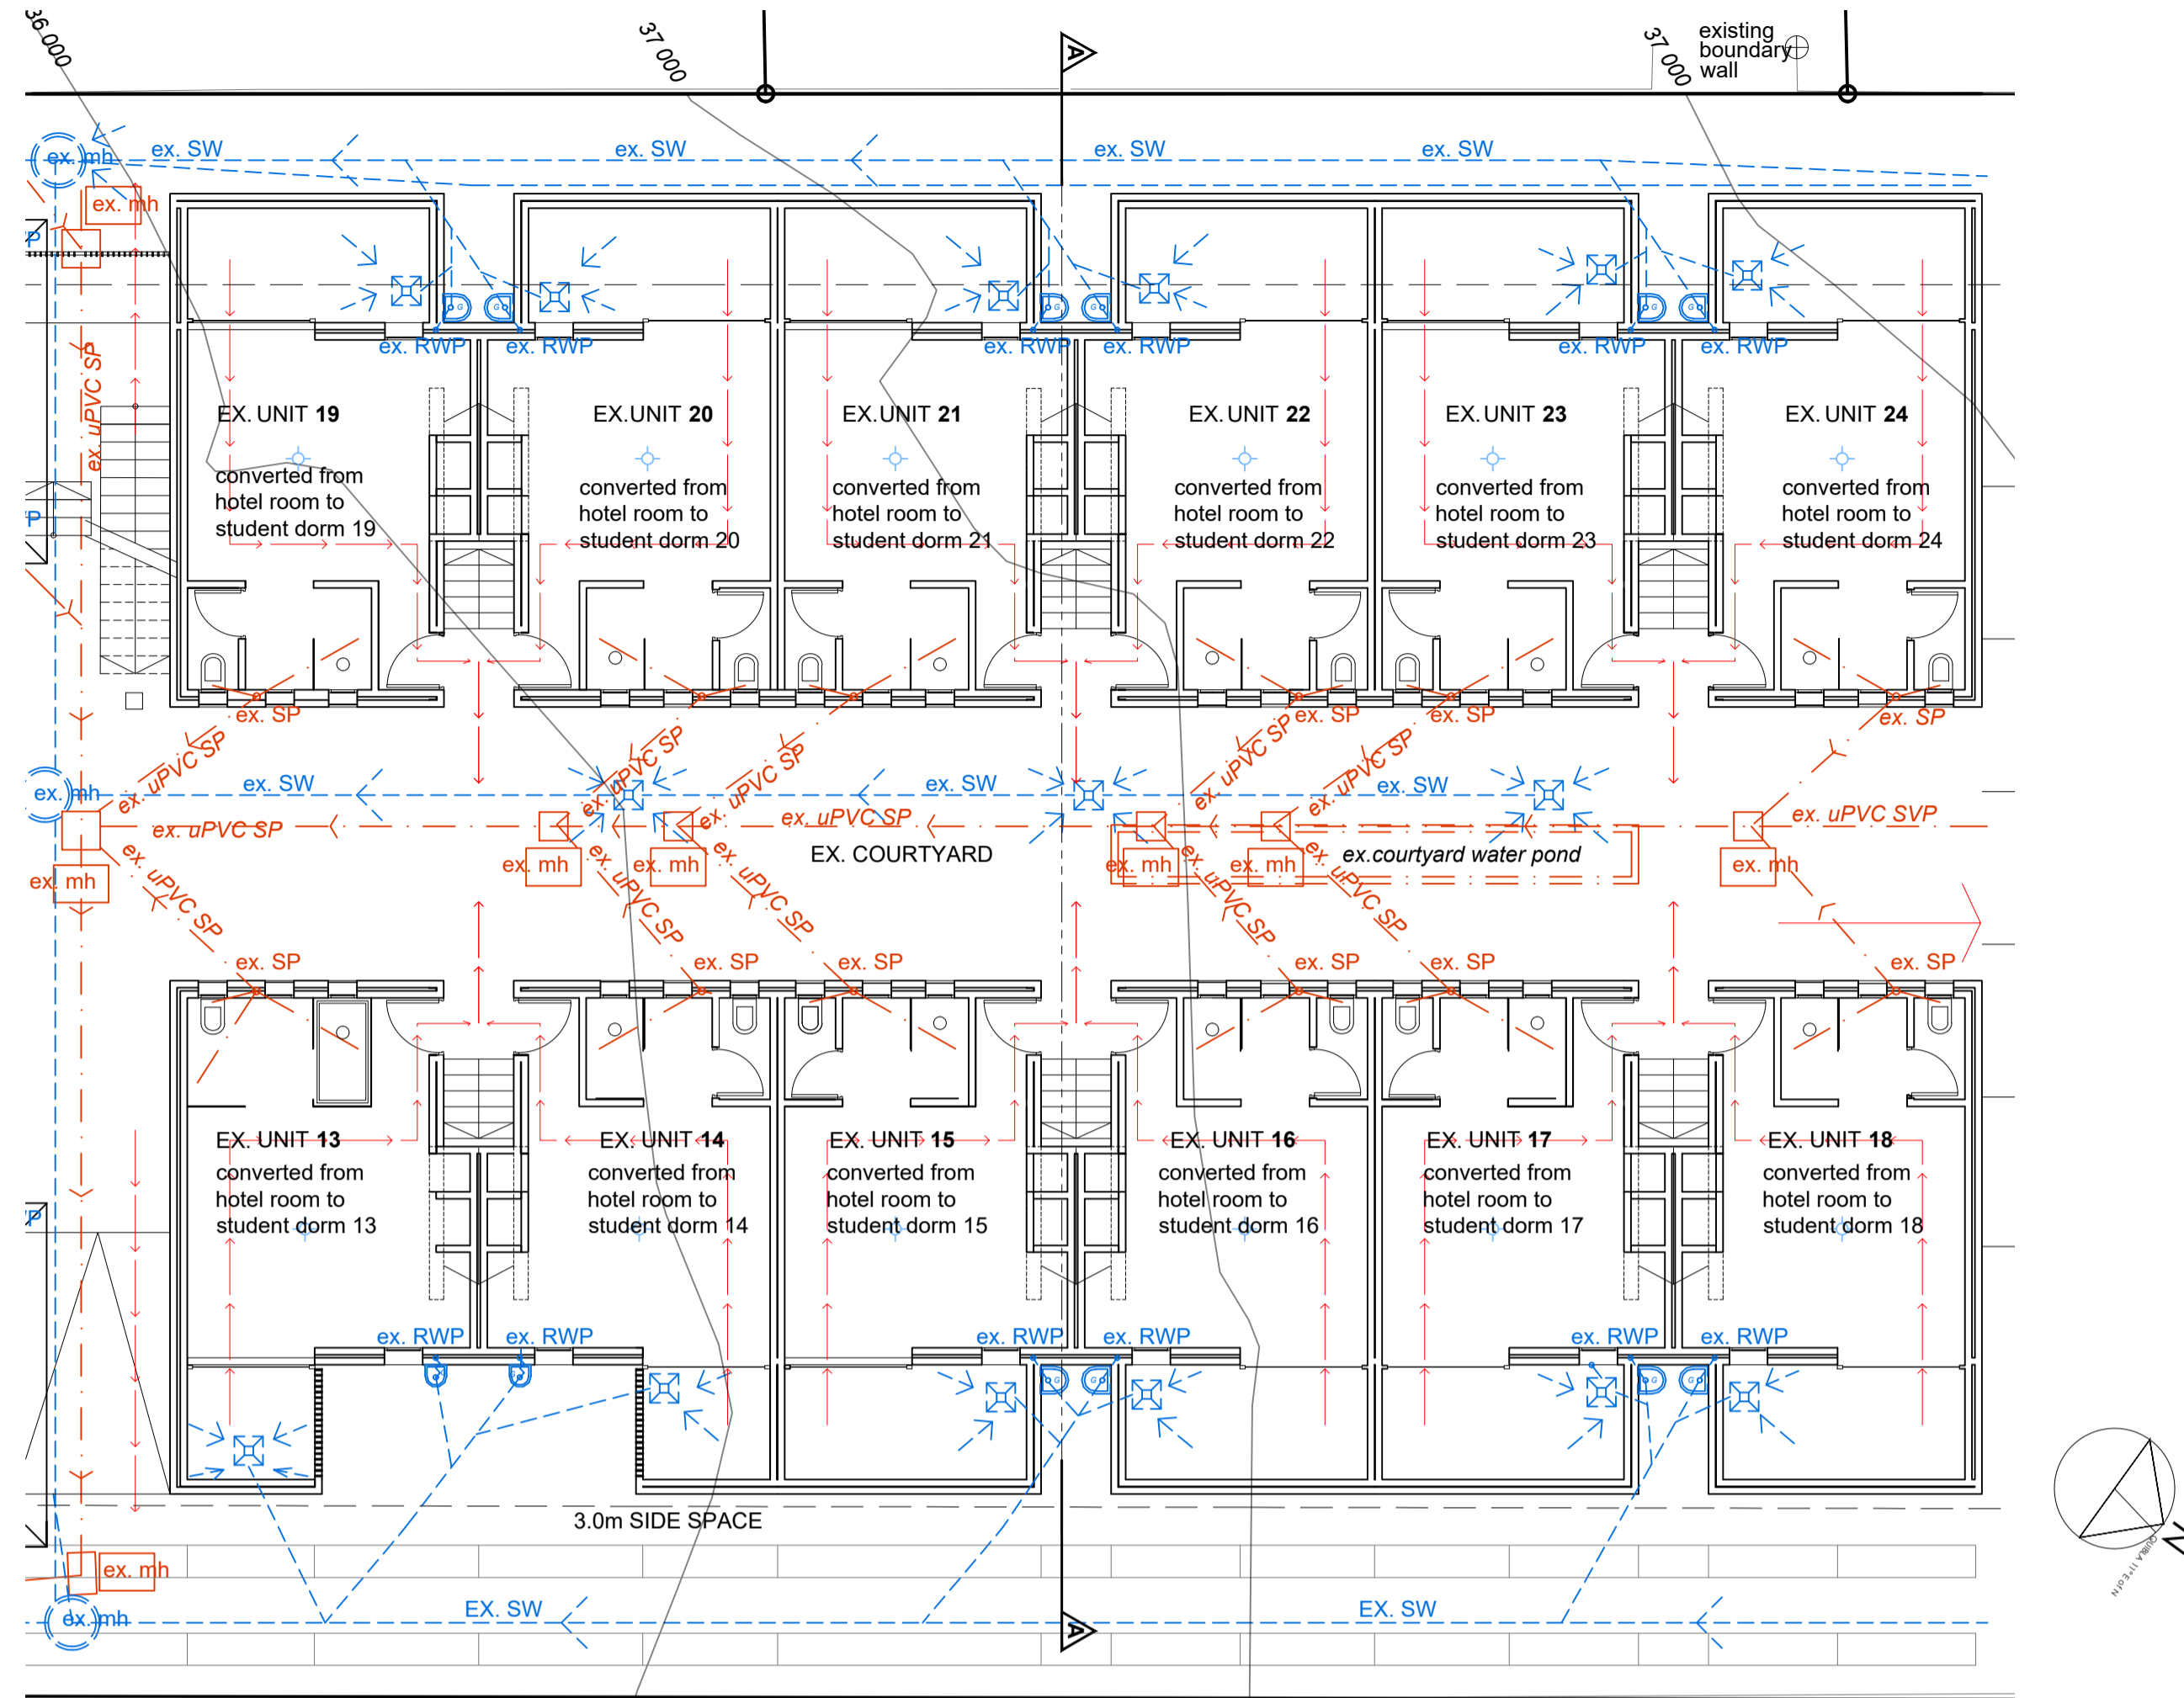 36 000
37 000
A
37 000
existing
boundary
wall
ex. mh
ex. SW
ex. SW
ex. SW
ex. SW
ex. mh
P
G
G
G
G
G
G
ex. RWP
ex. RWP
ex. RWP
ex. RWP
ex. RWP
ex. RWP
ex. uPVC SP
EX. UNIT 19
converted from
hotel room to
student dorm 19
EX.UNIT 20
converted from
hotel room to
student dorm 20
EX.UNIT 21
converted from
hotel room to
student dorm 21
EX.UNIT 22
converted from
hotel room to
student dorm 22
EX.UNIT 23
converted from
hotel room to
student dorm 23
EX.UNIT 24
converted from
hotel room to
student dorm 24
P
ex. SP
ex. SP
ex. SP
ex. SP
ex. uPVC SP
ex. uPVC SP
ex. uPVC SP
ex. uPVC SP
ex. uPVC SP
ex. mh
ex. SW
ex. SW
ex. SW
ex. uPVC SP
ex. uPVC SP
ex. uPVC SVP
EX. COURTYARD
ex.courtyard water pond
ex. mh
ex. mh
ex. mh
ex. mh
ex. mh
ex. mh
ex. uPVC SP
ex. uPVC SP
ex. uPVC SP
ex. uPVC SP
ex. uPVC SP
ex. SP
ex. SP
ex. SP
ex. SP
ex. SP
ex. SP
EX. UNIT 13
converted from
hotel room to
student dorm 13
EX. UNIT 14
converted from
hotel room to
student dorm 14
EX. UNIT 15
converted from
hotel room to
student dorm 15
EX. UNIT 16
converted from
hotel room to
student dorm 16
EX. UNIT 17
converted from
hotel room to
student dorm 17
EX. UNIT 18
converted from
hotel room to
student dorm 18
P
ex. RWP
ex. RWP
ex. RWP
ex. RWP
ex. RWP
ex. RWP
G
G
G
G
3.0m SIDE SPACE
ex. mh
ex. mh
EX. SW
EX. SW
A
N